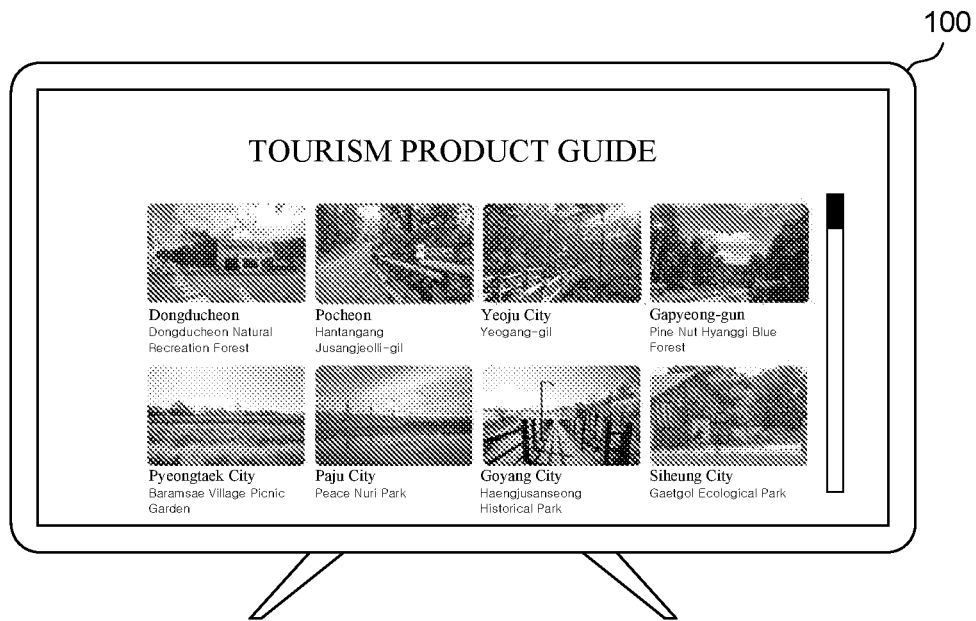 100
TOURISM PRODUCT GUIDE
Dongducheon
Dongducheon Natural
Recreation Forest
Pocheon
Hantangang
Jusangjeolli-gil
Yeoju City
Yeogang-gil
Gapyeong-gun
Pine Nut Hyanggi Blue
Forest
Pyeongtaek City
Baramsae Village Picnic
Garden
Paju City
Peace Nuri Park
Goyang City
Haengjusanseong
Historical Park
Siheung City
Gaetgol Ecological Park